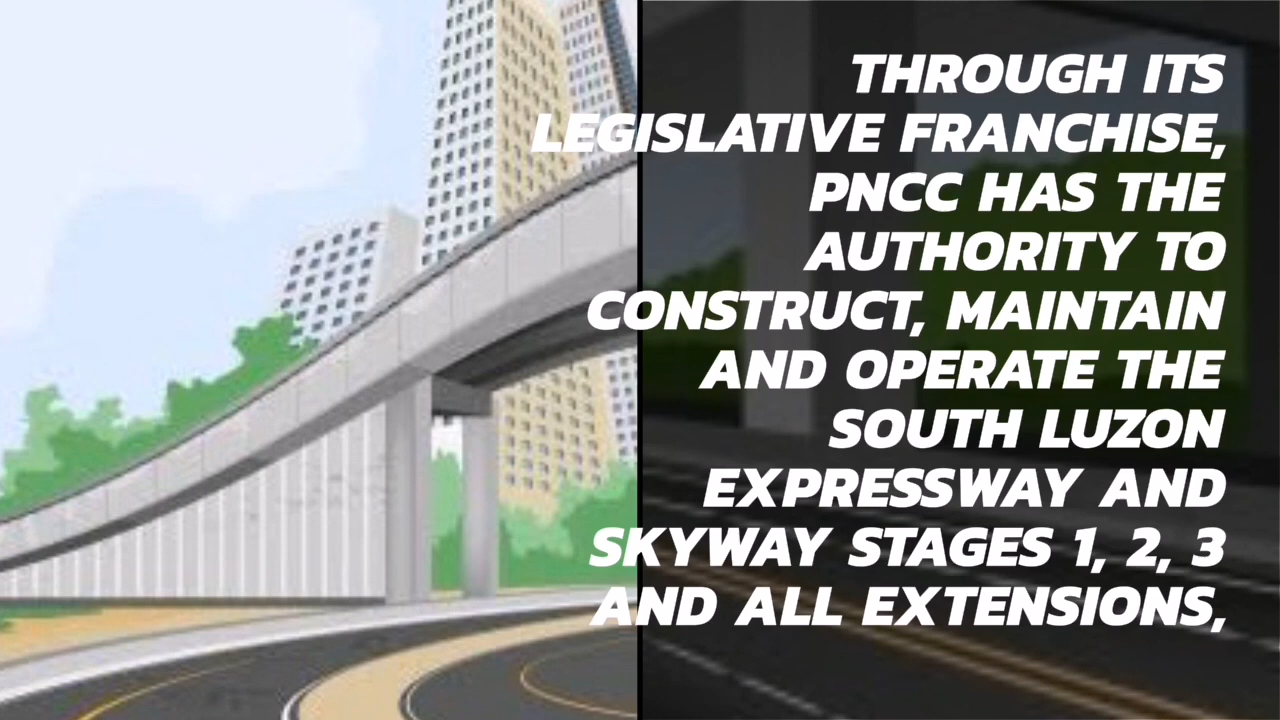 THROUGH ITS
LEGISLATIVE FRANCHISE,
PNCC HAS THE
AUTHORITY TO
CONSTRUCT, MAINTAIN
AND OPERATE THE
SOUTH LUZON
EXPRESSWAY AND
SKYWAY STAGES 1, 2, 3
AND ALL EXTENSIONS,